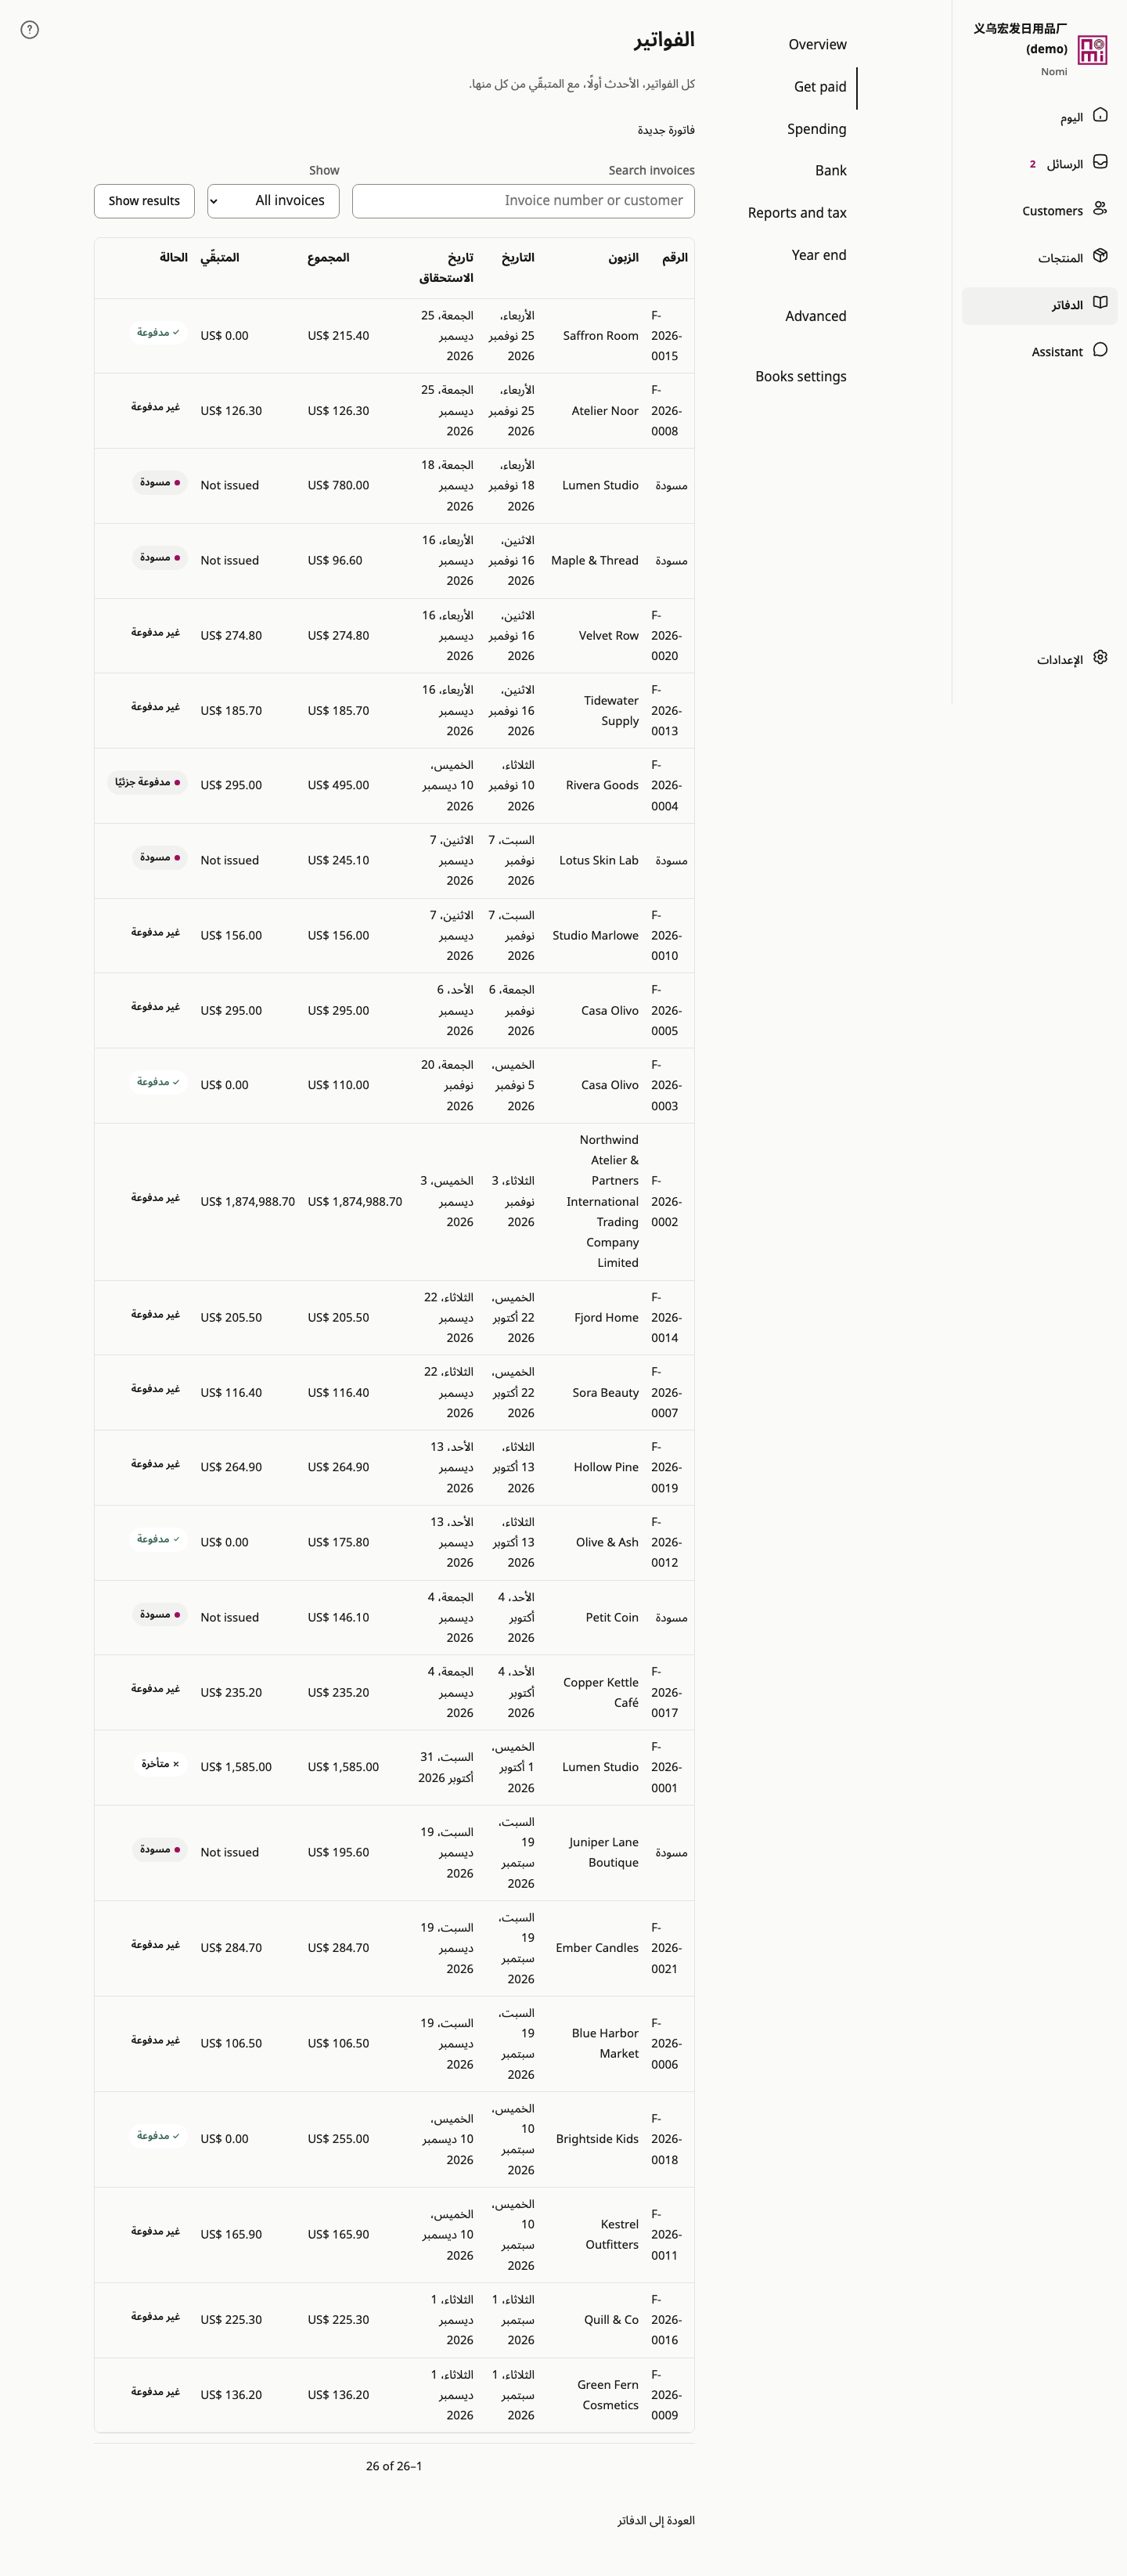 义乌宏发日用品厂
(demo)
Nomi
اليوم
الرسائل 2
Customers
المنتجات
الدفاتر
Assistant
الإعدادات
Overview
Get paid
Spending
Bank
Reports and tax
Year end
Advanced
Books settings
الفواتير
كل الفواتير، الأحدث أولًا، مع المتبقّي من كل منها.
فاتورة جديدة
Search invoices
Show
Invoice number or customer
All invoices
Show results
الرقم الزبون التاريخ تاريخ الاستحقاق المجموع المتبقّي الحالة
F-2026-0015 Saffron Room الأربعاء، 25 نوفمبر 2026 الجمعة، 25 ديسمبر 2026 US$ 215.40 US$ 0.00 ✓ مدفوعة
F-2026-0008 Atelier Noor الأربعاء، 25 نوفمبر 2026 الجمعة، 25 ديسمبر 2026 US$ 126.30 US$ 126.30 غير مدفوعة
مسودة Lumen Studio الأربعاء، 18 نوفمبر 2026 الجمعة، 18 ديسمبر 2026 US$ 780.00 Not issued مسودة
مسودة Maple & Thread الاثنين، 16 نوفمبر 2026 الأربعاء، 16 ديسمبر 2026 US$ 96.60 Not issued مسودة
F-2026-0020 Velvet Row الاثنين، 16 نوفمبر 2026 الأربعاء، 16 ديسمبر 2026 US$ 274.80 US$ 274.80 غير مدفوعة
F-2026-0013 Tidewater Supply الاثنين، 16 نوفمبر 2026 الأربعاء، 16 ديسمبر 2026 US$ 185.70 US$ 185.70 غير مدفوعة
F-2026-0004 Rivera Goods الثلاثاء، 10 نوفمبر 2026 الخميس، 10 ديسمبر 2026 US$ 495.00 US$ 295.00 مدفوعة جزئيًا
مسودة Lotus Skin Lab السبت، 7 نوفمبر 2026 الاثنين، 7 ديسمبر 2026 US$ 245.10 Not issued مسودة
F-2026-0010 Studio Marlowe السبت، 7 نوفمبر 2026 الاثنين، 7 ديسمبر 2026 US$ 156.00 US$ 156.00 غير مدفوعة
F-2026-0005 Casa Olivo الجمعة، 6 نوفمبر 2026 الأحد، 6 ديسمبر 2026 US$ 295.00 US$ 295.00 غير مدفوعة
F-2026-0003 Casa Olivo الخميس، 5 نوفمبر 2026 الجمعة، 20 نوفمبر 2026 US$ 110.00 US$ 0.00 ✓ مدفوعة
F-2026-0002 Northwind Atelier & Partners International Trading Company Limited الثلاثاء، 3 نوفمبر 2026 الخميس، 3 ديسمبر 2026 US$ 1,874,988.70 US$ 1,874,988.70 غير مدفوعة
F-2026-0014 Fjord Home الخميس، 22 أكتوبر 2026 الثلاثاء، 22 ديسمبر 2026 US$ 205.50 US$ 205.50 غير مدفوعة
F-2026-0007 Sora Beauty الخميس، 22 أكتوبر 2026 الثلاثاء، 22 ديسمبر 2026 US$ 116.40 US$ 116.40 غير مدفوعة
F-2026-0019 Hollow Pine الثلاثاء، 13 أكتوبر 2026 الأحد، 13 ديسمبر 2026 US$ 264.90 US$ 264.90 غير مدفوعة
F-2026-0012 Olive & Ash الثلاثاء، 13 أكتوبر 2026 الأحد، 13 ديسمبر 2026 US$ 175.80 US$ 0.00 ✓ مدفوعة
مسودة Petit Coin الأحد، 4 أكتوبر 2026 الجمعة، 4 ديسمبر 2026 US$ 146.10 Not issued مسودة
F-2026-0017 Copper Kettle Café الأحد، 4 أكتوبر 2026 الجمعة، 4 ديسمبر 2026 US$ 235.20 US$ 235.20 غير مدفوعة
F-2026-0001 Lumen Studio الخميس، 1 أكتوبر 2026 السبت، 31 أكتوبر 2026 US$ 1,585.00 US$ 1,585.00 × متأخرة
مسودة Juniper Lane Boutique السبت، 19 سبتمبر 2026 السبت، 19 ديسمبر 2026 US$ 195.60 Not issued مسودة
F-2026-0021 Ember Candles السبت، 19 سبتمبر 2026 السبت، 19 ديسمبر 2026 US$ 284.70 US$ 284.70 غير مدفوعة
F-2026-0006 Blue Harbor Market السبت، 19 سبتمبر 2026 السبت، 19 ديسمبر 2026 US$ 106.50 US$ 106.50 غير مدفوعة
F-2026-0018 Brightside Kids الخميس، 10 سبتمبر 2026 الخميس، 10 ديسمبر 2026 US$ 255.00 US$ 0.00 ✓ مدفوعة
F-2026-0011 Kestrel Outfitters الخميس، 10 سبتمبر 2026 الخميس، 10 ديسمبر 2026 US$ 165.90 US$ 165.90 غير مدفوعة
F-2026-0016 Quill & Co الثلاثاء، 1 سبتمبر 2026 الثلاثاء، 1 ديسمبر 2026 US$ 225.30 US$ 225.30 غير مدفوعة
F-2026-0009 Green Fern Cosmetics الثلاثاء، 1 سبتمبر 2026 الثلاثاء، 1 ديسمبر 2026 US$ 136.20 US$ 136.20 غير مدفوعة
26 of 26–1
العودة إلى الدفاتر